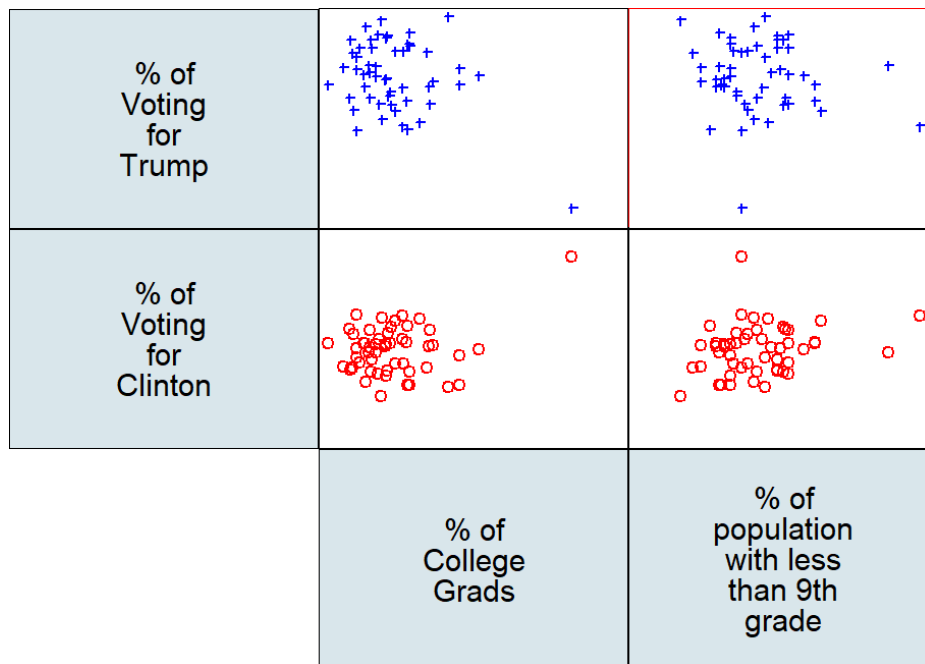 % of
Voting
for
Trump
% of
Voting
for
Clinton
% of
College
Grads
% of
population
with less
than 9th
grade